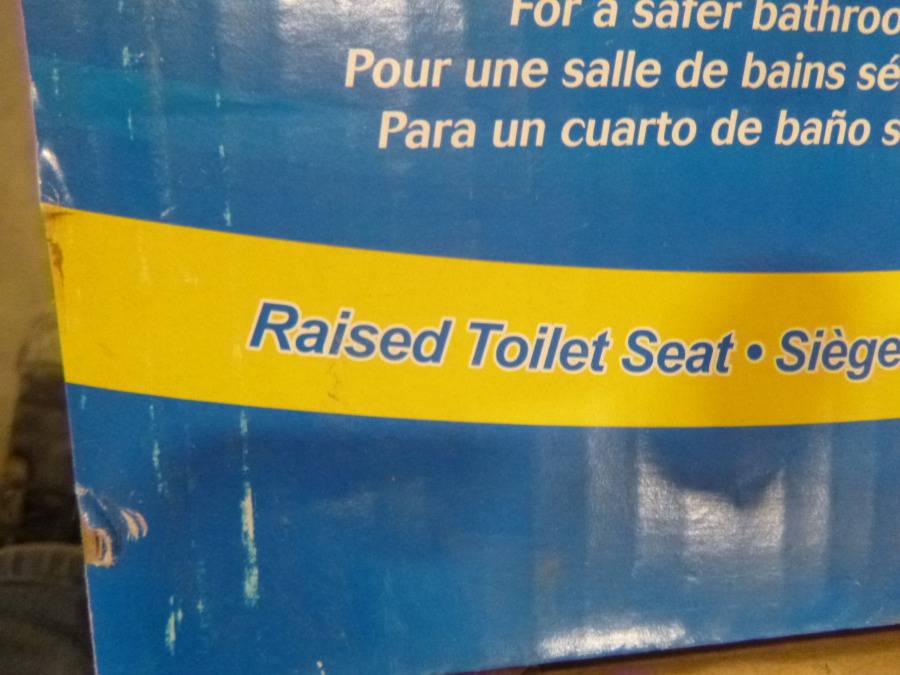 For a safer bathroo
Pour une salle de bains sé
Para un cuarto de baño s
Raised Toilet Seat • Siège